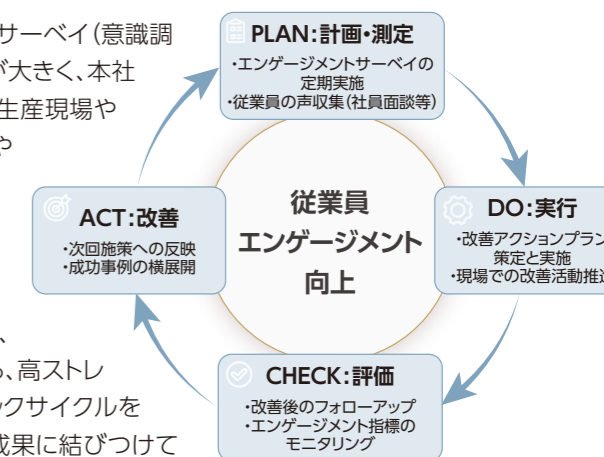 サーベイ(意識調
が大きく、本社
生産現場や
や
、
ら、高ストレ
ックサイクルを
成果に結びつけて
PLAN:計画・測定
・エンゲージメントサーベイの
定期実施
・従業員の声収集(社員面談等)
DO:実行
・改善アクションプラン
策定と実施
・現場での改善活動推進
CHECK:評価
・改善後のフォローアップ
・エンゲージメント指標の
モニタリング
ACT:改善
・次回施策への反映
・成功事例の横展開
従業員
エンゲージメント
向上